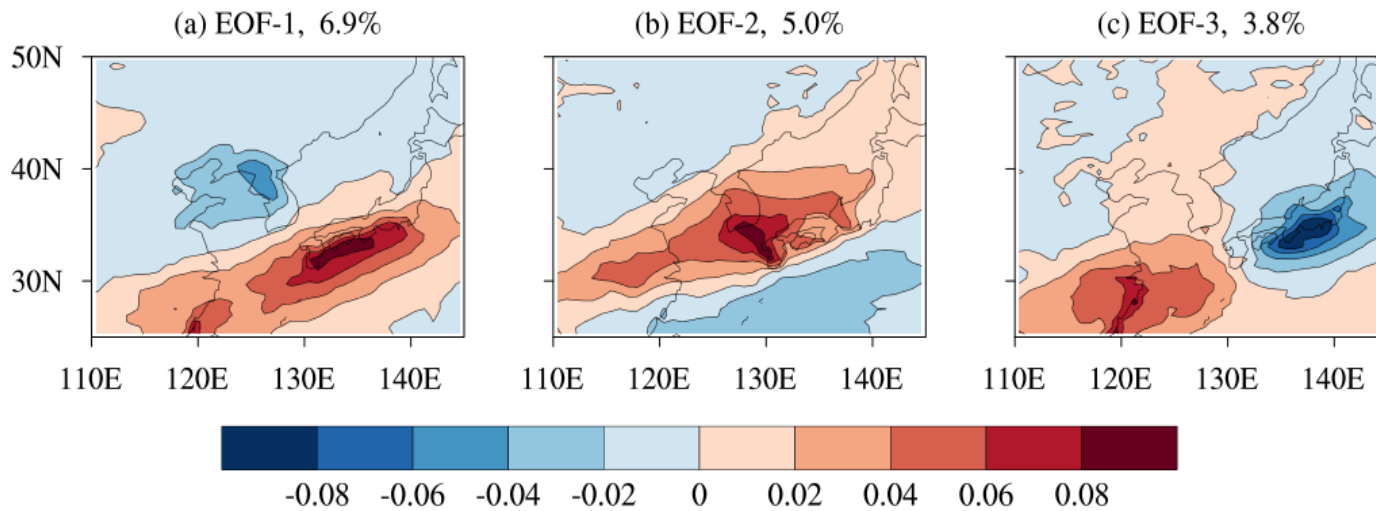 (a) EOF-1, 6.9% (b) EOF-2, 5.0% (c) EOF-3, 3.8%
50N
40N
30N
110E 120E 130E 140E 110E 120E 130E 140E 110E 120E 130E 140E
-0.08 -0.06 -0.04 -0.02 0 0.02 0.04 0.06 0.08